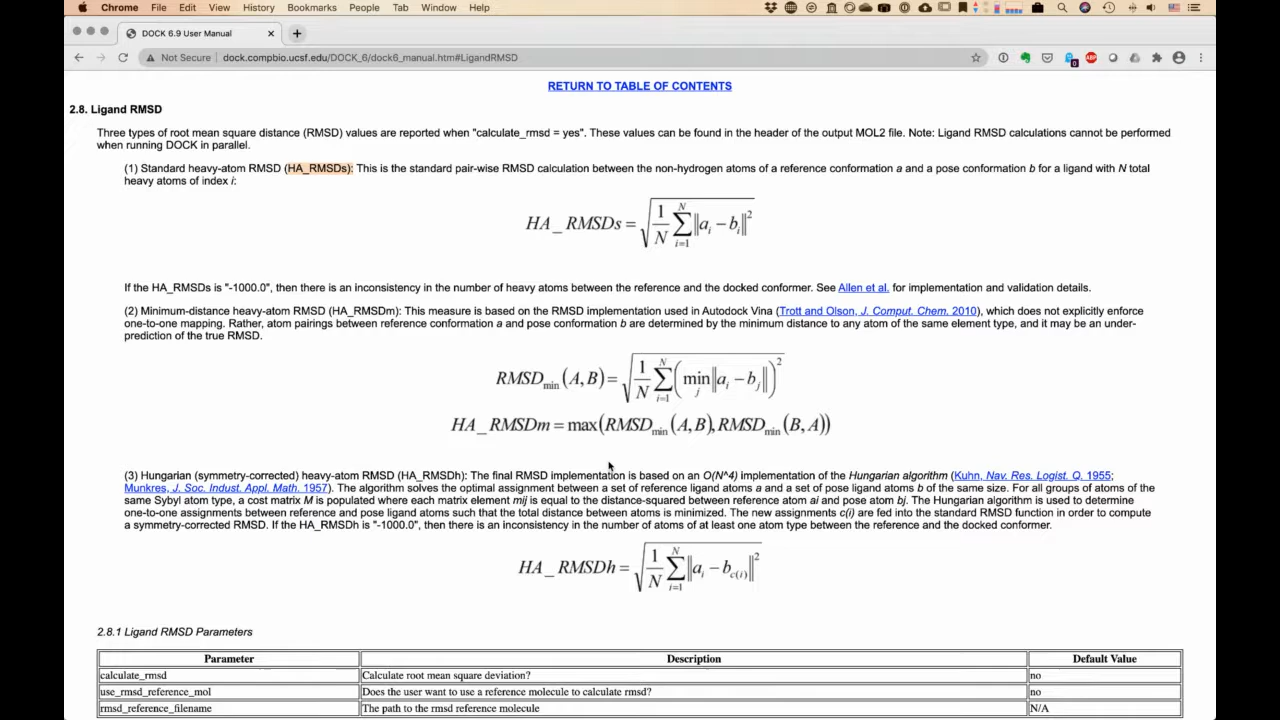 Chrome File Edit View History Bookmarks People Tab Window Help
DOCK 6.9 User Manual
Not Secure | dock.compbio.ucsf.edu/DOCK_6/dock6_manual.htm#LigandRMSD
RETURN TO TABLE OF CONTENTS
2.8. Ligand RMSD
Three types of root mean square distance (RMSD) values are reported when "calculate_rmsd = yes". These values can be found in the header of the output MOL2 file. Note: Ligand RMSD calculations cannot be performed
when running DOCK in parallel.
(1) Standard heavy-atom RMSD (HA_RMSDs): This is the standard pair-wise RMSD calculation between the non-hydrogen atoms of a reference conformation a and a pose conformation b for a ligand with N total
heavy atoms of index i:
HA_RMSDs = √(1/N ∑_{i=1}^{N} ||a_i − b_i||²)
If the HA_RMSDs is "-1000.0", then there is an inconsistency in the number of heavy atoms between the reference and the docked conformer. See Allen et al. for implementation and validation details.
(2) Minimum-distance heavy-atom RMSD (HA_RMSDm): This measure is based on the RMSD implementation used in Autodock Vina (Trott and Olson, J. Comput. Chem. 2010), which does not explicitly enforce
one-to-one mapping. Rather, atom pairings between reference conformation a and pose conformation b are determined by the minimum distance to any atom of the same element type, and it may be an under-
prediction of the true RMSD.
RMSD_min(A,B) = √(1/N ∑_{i=1}^{N} (min_j ||a_i − b_j||)²)
HA_RMSDm = max(RMSD_min(A,B), RMSD_min(B,A))
(3) Hungarian (symmetry-corrected) heavy-atom RMSD (HA_RMSDh): The final RMSD implementation is based on an O(N^4) implementation of the Hungarian algorithm (Kuhn, Nav. Res. Logist. Q. 1955;
Munkres, J. Soc. Indust. Appl. Math. 1957). The algorithm solves the optimal assignment between a set of reference ligand atoms a and a set of pose ligand atoms b of the same size. For all groups of atoms of the
same Sybyl atom type, a cost matrix M is populated where each matrix element mij is equal to the distance-squared between reference atom ai and pose atom bj. The Hungarian algorithm is used to determine
one-to-one assignments between reference and pose ligand atoms such that the total distance between atoms is minimized. The new assignments c(i) are fed into the standard RMSD function in order to compute
a symmetry-corrected RMSD. If the HA_RMSDh is "-1000.0", then there is an inconsistency in the number of atoms of at least one atom type between the reference and the docked conformer.
HA_RMSDh = √(1/N ∑_{i=1}^{N} ||a_i − b_{c(i)}||²)
2.8.1 Ligand RMSD Parameters
Parameter Description Default Value
calculate_rmsd Calculate root mean square deviation? no
use_rmsd_reference_mol Does the user want to use a reference molecule to calculate rmsd? no
rmsd_reference_filename The path to the rmsd reference molecule N/A